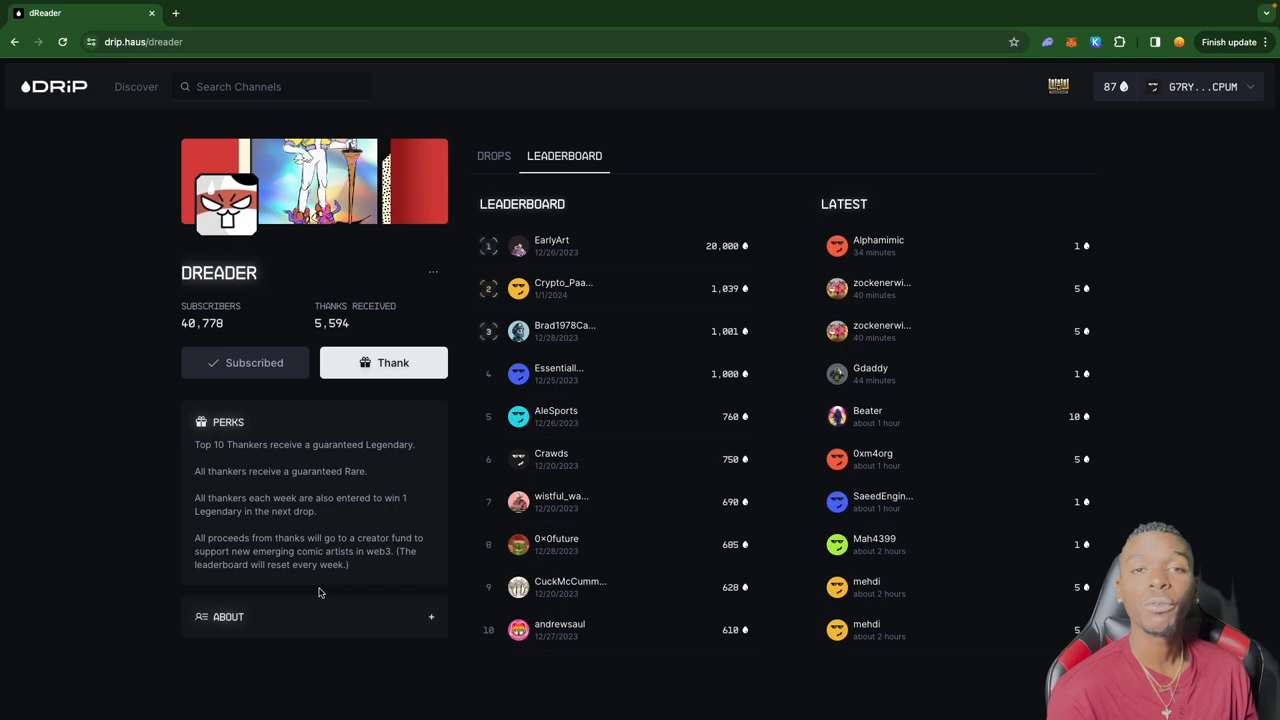 dReader
drip.haus/dreader
Finish update
DRiP
Discover
Search Channels
87
G7RY...CPUM
DREADER
SUBSCRIBERS
THANKS RECEIVED
40,778
5,594
Subscribed
Thank
PERKS
Top 10 Thankers receive a guaranteed Legendary.
All thankers receive a guaranteed Rare.
All thankers each week are also entered to win 1
Legendary in the next drop.
All proceeds from thanks will go to a creator fund to
support new emerging comic artists in web3. (The
leaderboard will reset every week.)
ABOUT
DROPS
LEADERBOARD
LEADERBOARD
1
EarlyArt
12/26/2023
20,000
2
Crypto_Paa...
1/1/2024
1,039
3
Brad1978Ca...
12/28/2023
1,001
4
Essentiall...
12/25/2023
1,000
5
AleSports
12/26/2023
760
6
Crawds
12/20/2023
750
7
wistful_wa...
12/20/2023
690
8
0x0future
12/28/2023
685
9
CuckMcCumm...
12/20/2023
628
10
andrewsaul
12/27/2023
610
LATEST
Alphamimic
34 minutes
1
zockenerwi...
40 minutes
5
zockenerwi...
40 minutes
5
Gdaddy
44 minutes
1
Beater
about 1 hour
10
0xm4org
about 1 hour
5
SaeedEngin...
about 1 hour
1
Mah4399
about 2 hours
1
mehdi
about 2 hours
5
mehdi
about 2 hours
5